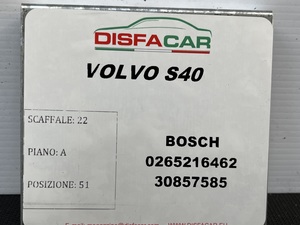 DISFACAR
VOLVO S40
SCAFFALE: 22
PIANO: A
POSIZIONE: 51
BOSCH
0265216462
30857585